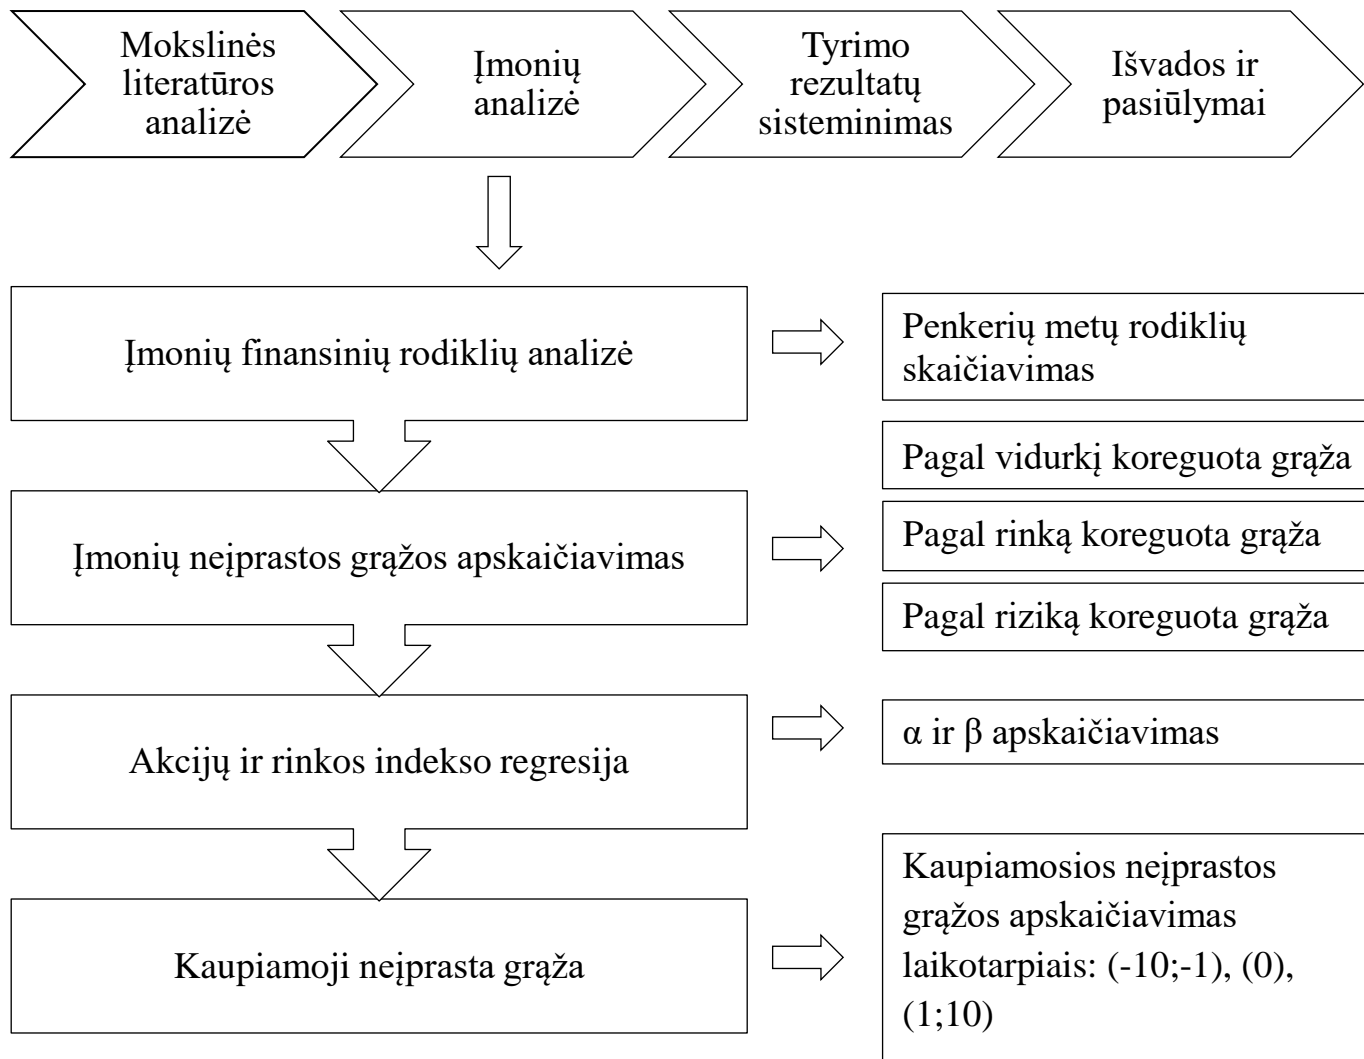 Mokslinės
literatūros
analizė
Įmonių
analizė
Tyrimo
rezultatų
sisteminimas
Išvados ir
pasiūlymai
Įmonių finansinių rodiklių analizė
Penkerių metų rodiklių
skaičiavimas
Pagal vidurkį koreguota grąža
Įmonių neįprastos grąžos apskaičiavimas
Pagal rinką koreguota grąža
Pagal riziką koreguota grąža
Akcijų ir rinkos indekso regresija
α ir β apskaičiavimas
Kaupiamoji neįprasta grąža
Kaupiamosios neįprastos
grąžos apskaičiavimas
laikotarpiais: (-10;-1), (0),
(1;10)